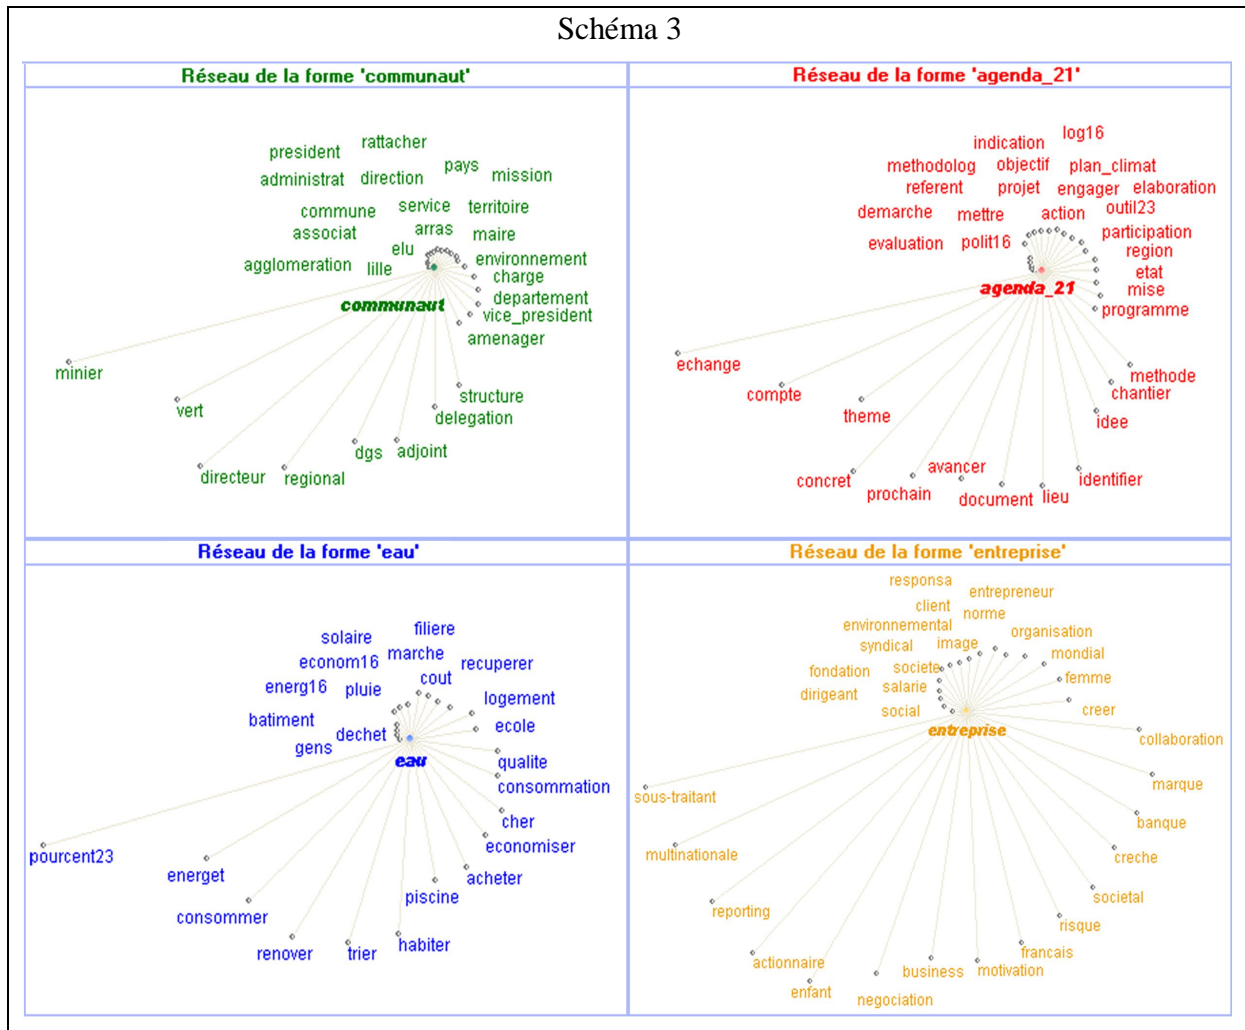 Schéma 3
Réseau de la forme 'communaut'
rattacher
president
pays
administrat
direction
mission
commune
service
territoire
associat
arras
maire
elu
agglomeration
lille
environnement
charge
communaut
departement
vice_president
amenager
minier
vert
structure
delegation
dgs
adjoint
directeur
regional
Réseau de la forme 'agenda_21'
log16
indication
methodolog
objectif
plan_climat
referent
projet
engager
elaboration
demarche
mettre
action
outil23
evaluation
polit16
participation
region
etat
agenda_21
mise
programme
echange
compte
theme
methode
chantier
idee
concret
prochain
avancer
document
lieu
identifier
Réseau de la forme 'eau'
solaire
filiere
econom16
marche
recuperer
energ16
pluie
cout
logement
batiment
dechet
ecole
gens
eau
qualite
consommation
cher
economiser
pourcent23
energet
acheter
piscine
consommer
renover
trier
habiter
Réseau de la forme 'entreprise'
responsa
entrepreneur
client
norme
environnemental
organisation
syndical
image
mondial
fondation
societe
femme
dirigeant
salarie
social
creer
entreprise
collaboration
marque
sous-traitant
banque
multinationale
creche
societal
reporting
risque
francais
actionnaire
business
motivation
enfant
negociation